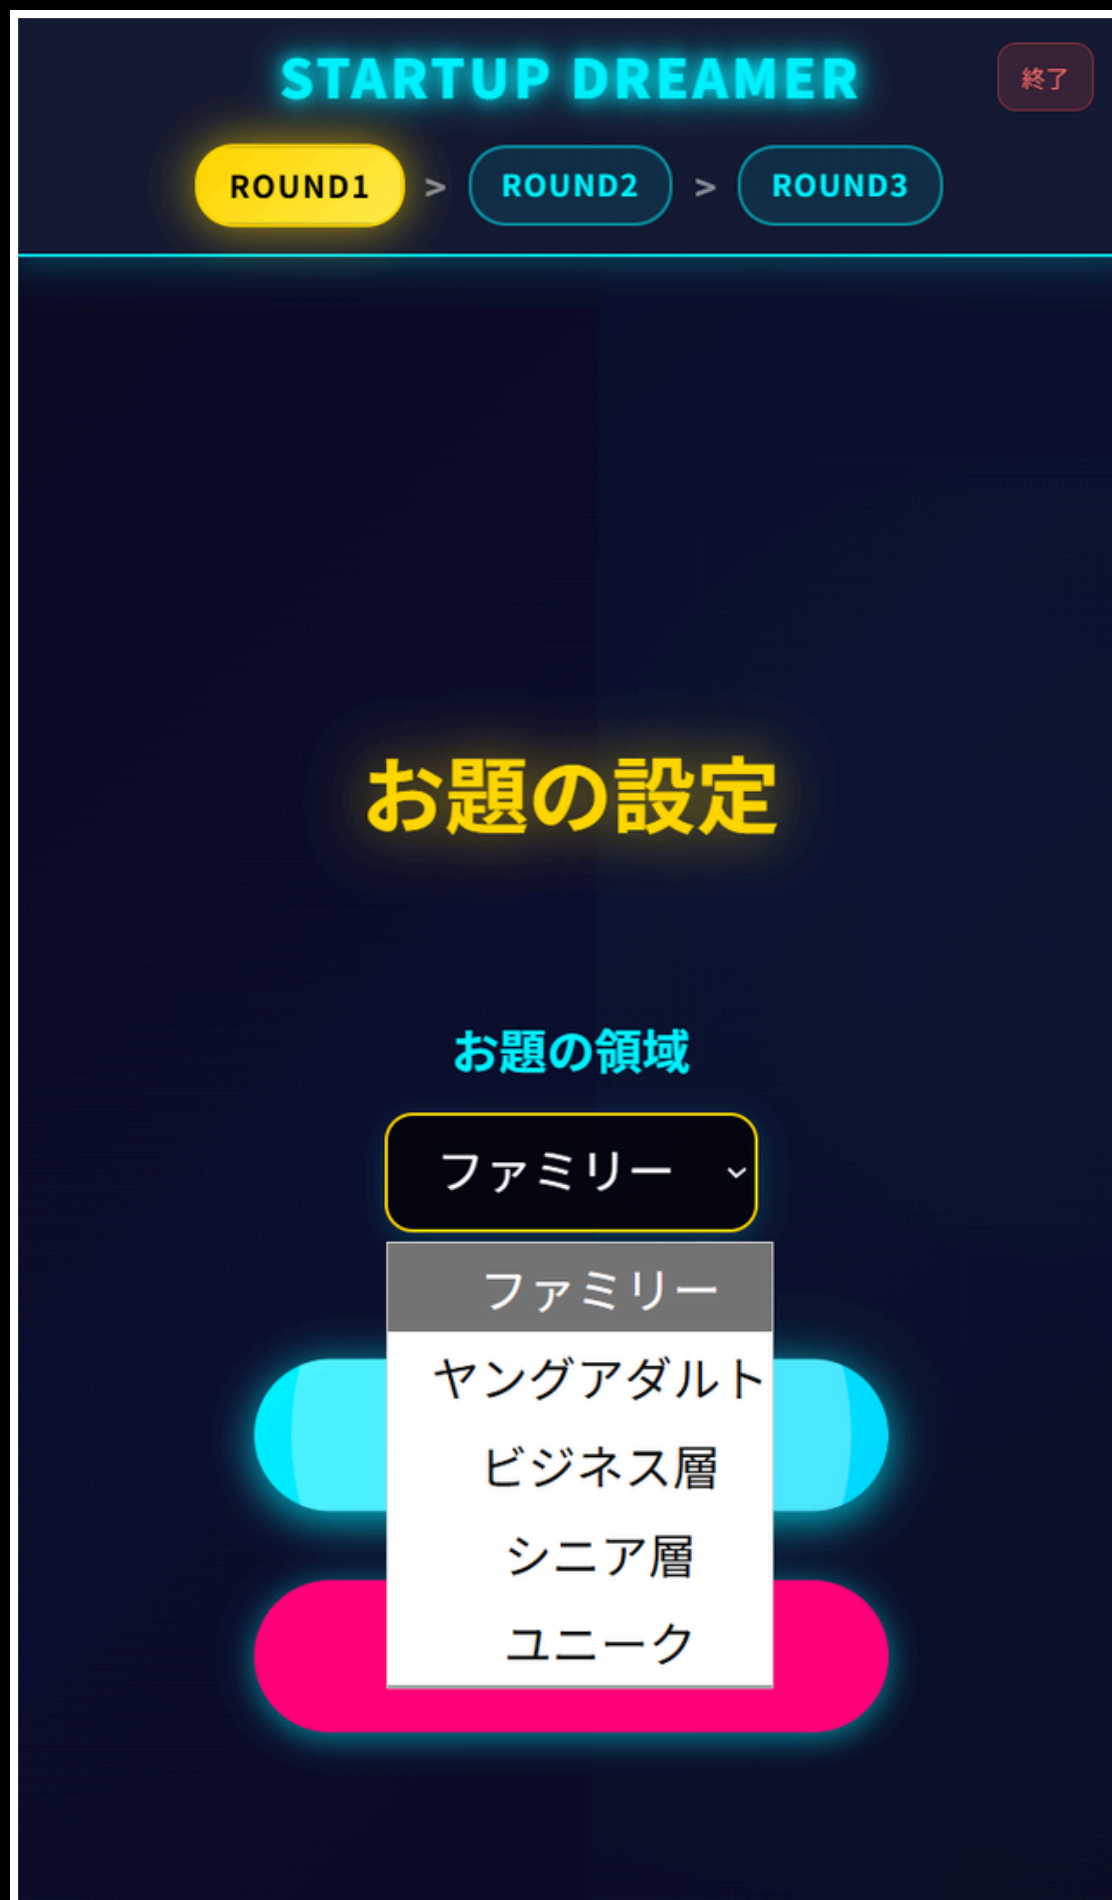 STARTUP DREAMER
終了
ROUND1 > ROUND2 > ROUND3
お題の設定
お題の領域
ファミリー
ファミリー
ヤングアダルト
ビジネス層
シニア層
ユニーク